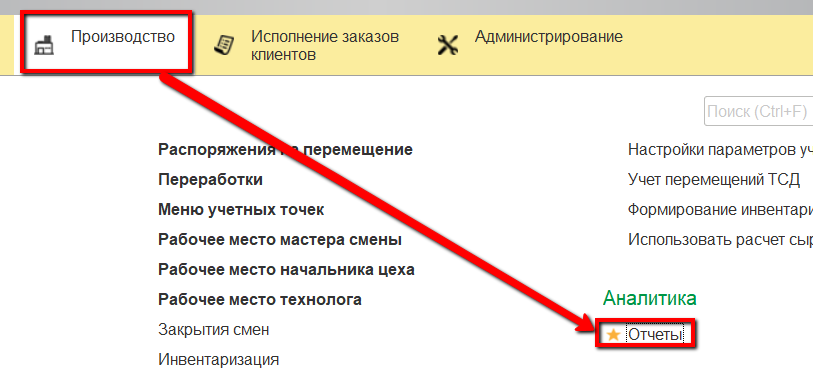 Производство
Исполнение заказов
клиентов
Администрирование
Поиск (Ctrl+F)
Распоряжения на перемещение
Переработки
Меню учетных точек
Рабочее место мастера смены
Рабочее место начальника цеха
Рабочее место технолога
Закрытия смен
Инвентаризация
Настройки параметров уч
Учет перемещений ТСД
Формирование инвентари
Использовать расчет сыр
Аналитика
Отчеты